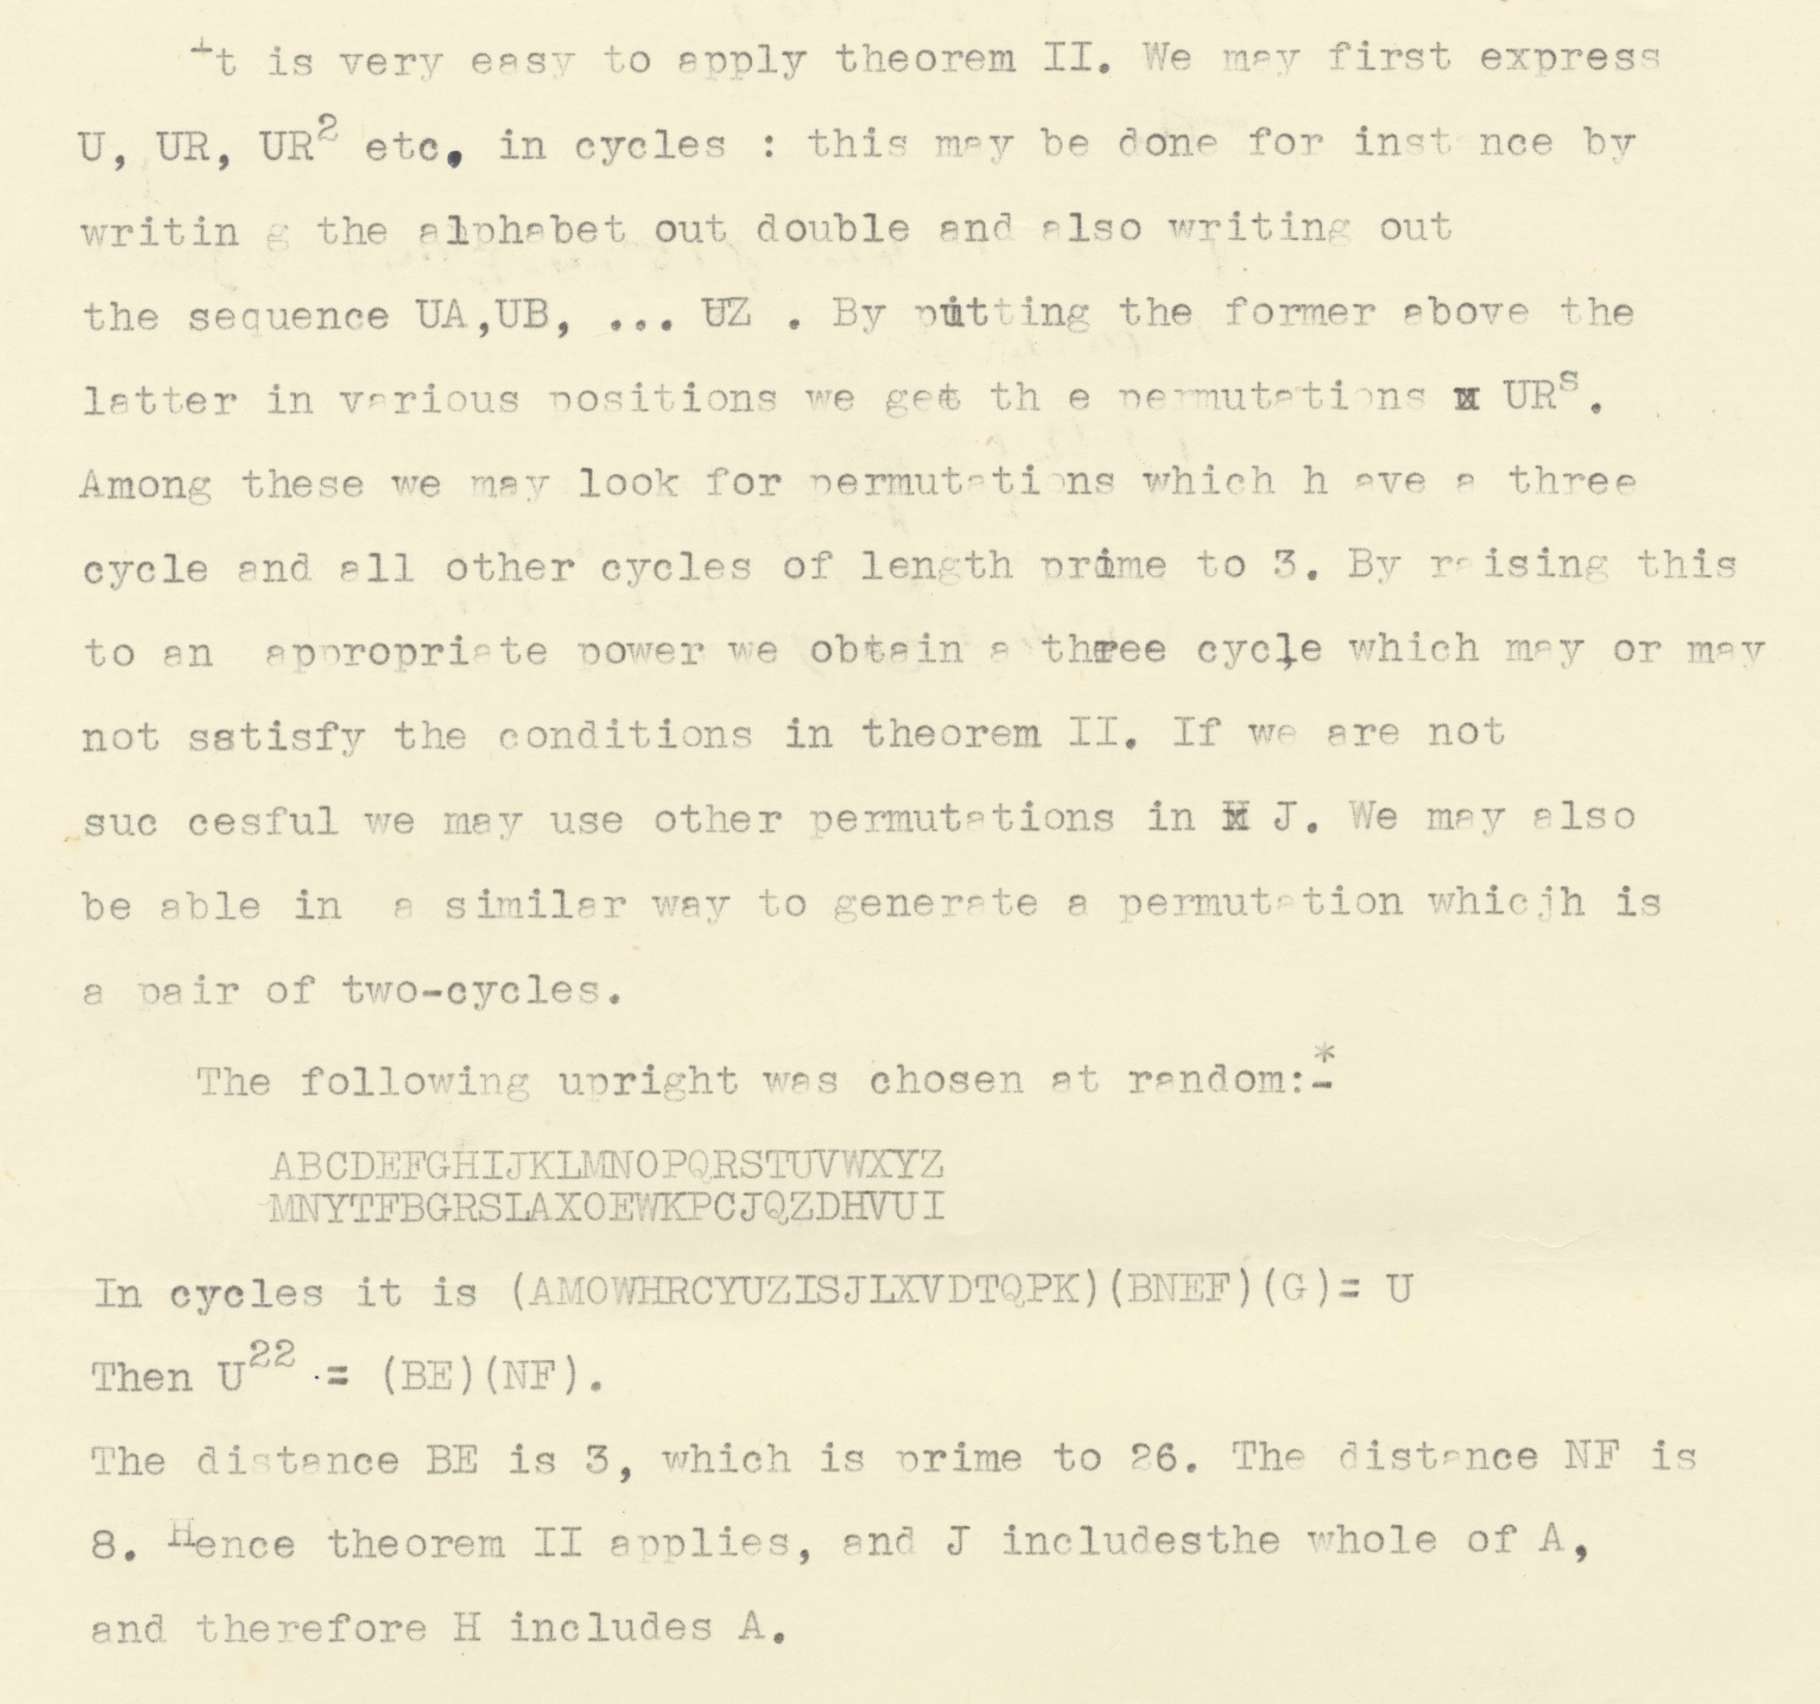 It is very easy to apply theorem II. We may first express
U, UR, UR² etc. in cycles : this may be done for inst nce by
writin g the alphabet out double and also writing out
the sequence UA,UB, ... UZ . By putting the former above the
latter in various positions we get th e permutations x URˢ.
Among these we may look for permutations which h ave a three
cycle and all other cycles of length prime to 3. By raising this
to an  appropriate power we obtain a three cycle which may or may
not satisfy the conditions in theorem II. If we are not
suc cesful we may use other permutations in J. We may also
be able in  a similar way to generate a permutation whicjh is
a pair of two-cycles.
The following upright was chosen at random:-*
ABCDEFGHIJKLMNOPQRSTUVWXYZ
MNYTFBGRSLAXOEWKPCJQZDHVUI
In cycles it is (AMOWHRCYUZISJLXVDTQPK)(BNEF)(G)= U
Then U²² = (BE)(NF).
The distance BE is 3, which is prime to 26. The distance NF is
8. Hence theorem II applies, and J includesthe whole of A,
and therefore H includes A.